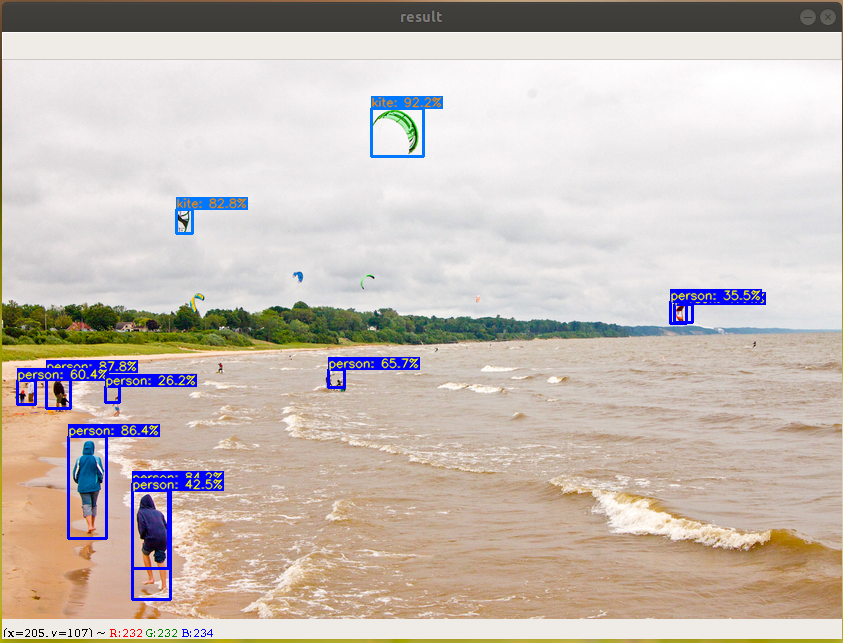 result
kite: 92.2%
kite: 82.8%
person: 35.5%
person: 65.7%
person: 87.8%
person: 60.4%
person: 26.2%
person: 86.4%
person: 84.2%
person: 42.5%
(x=205, y=107) ~ R:232 G:232 B:234